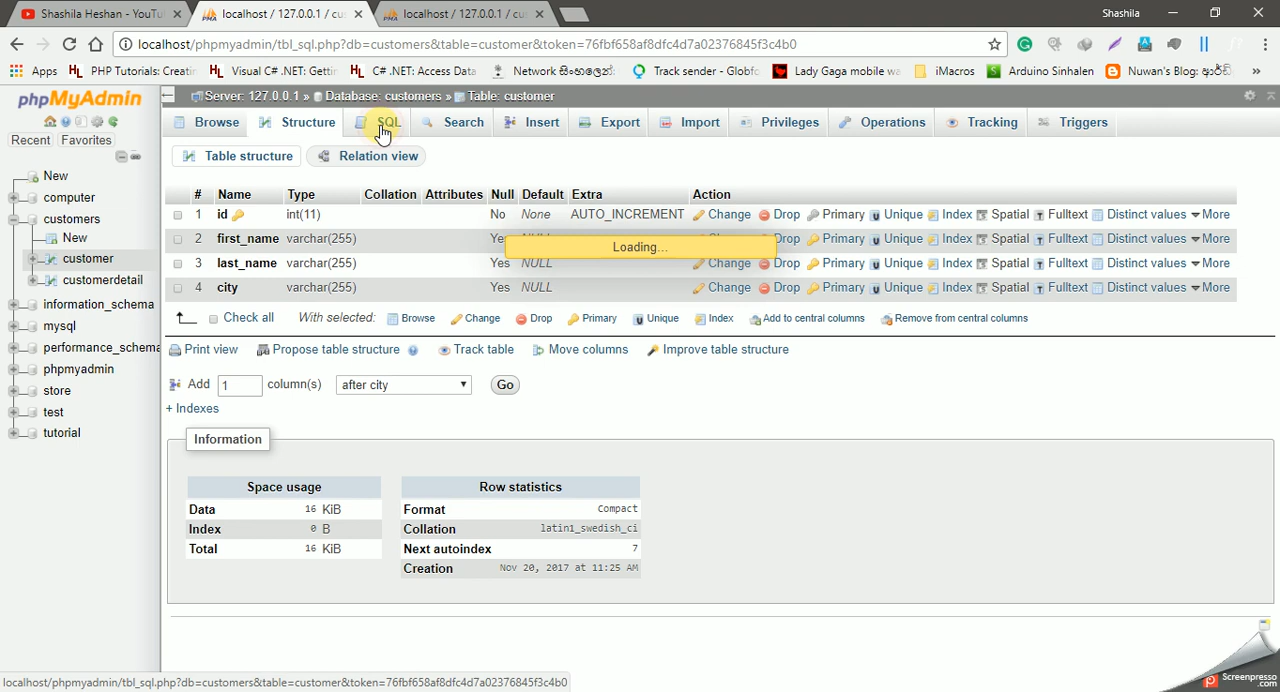 Shashila Heshan - YouTu
localhost / 127.0.0.1 / cus
localhost / 127.0.0.1 / cu
Shashila
localhost/phpmyadmin/tbl_sql.php?db=customers&table=customer&token=76fbf658af8dfc4d7a02376845f3c4b0
Apps
PHP Tutorials: Creatin
Visual C# .NET: Gettin
C# .NET: Access Data
Network සිංහලෙන්
Track sender - Globfo
Lady Gaga mobile wa
iMacros
Arduino Sinhalen
Nuwan's Blog:
»
phpMyAdmin
Recent Favorites
New
computer
customers
New
customer
customerdetail
information_schema
mysql
performance_schema
phpmyadmin
store
test
tutorial
Server: 127.0.0.1 » Database: customers » Table: customer
Browse Structure SQL Search Insert Export Import Privileges Operations Tracking Triggers
Table structure Relation view
# Name Type Collation Attributes Null Default Extra Action
1 id int(11) No None AUTO_INCREMENT Change Drop Primary Unique Index Spatial Fulltext Distinct values More
2 first_name varchar(255) Primary Unique Index Spatial Fulltext Distinct values More
Loading...
3 last_name varchar(255) Yes NULL Change Drop Primary Unique Index Spatial Fulltext Distinct values More
4 city varchar(255) Yes NULL Change Drop Primary Unique Index Spatial Fulltext Distinct values More
Check all With selected: Browse Change Drop Primary Unique Index Add to central columns Remove from central columns
Print view Propose table structure Track table Move columns Improve table structure
Add 1 column(s) after city Go
+ Indexes
Information
Space usage
Data 16 KiB
Index 0 B
Total 16 KiB
Row statistics
Format Compact
Collation latin1_swedish_ci
Next autoindex 7
Creation Nov 20, 2017 at 11:25 AM
localhost/phpmyadmin/tbl_sql.php?db=customers&table=customer&token=76fbf658af8dfc4d7a02376845f3c4b0
Screenpresso
.com